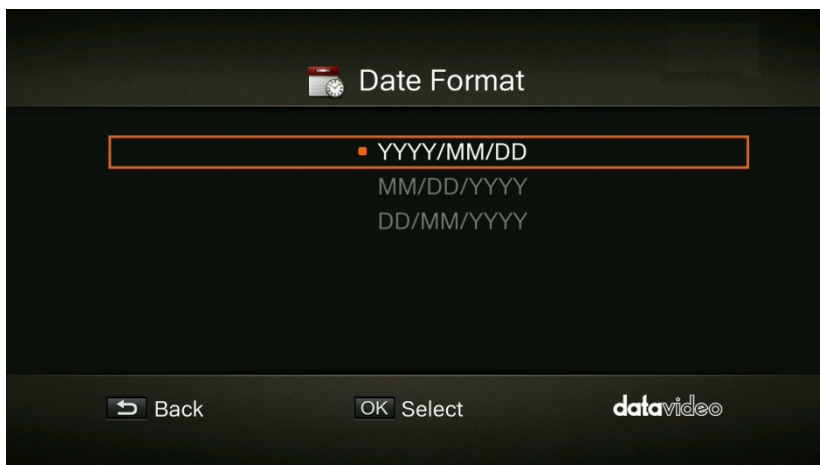 Date Format
YYYY/MM/DD
MM/DD/YYYY
DD/MM/YYYY
Back
OK Select
datavideo